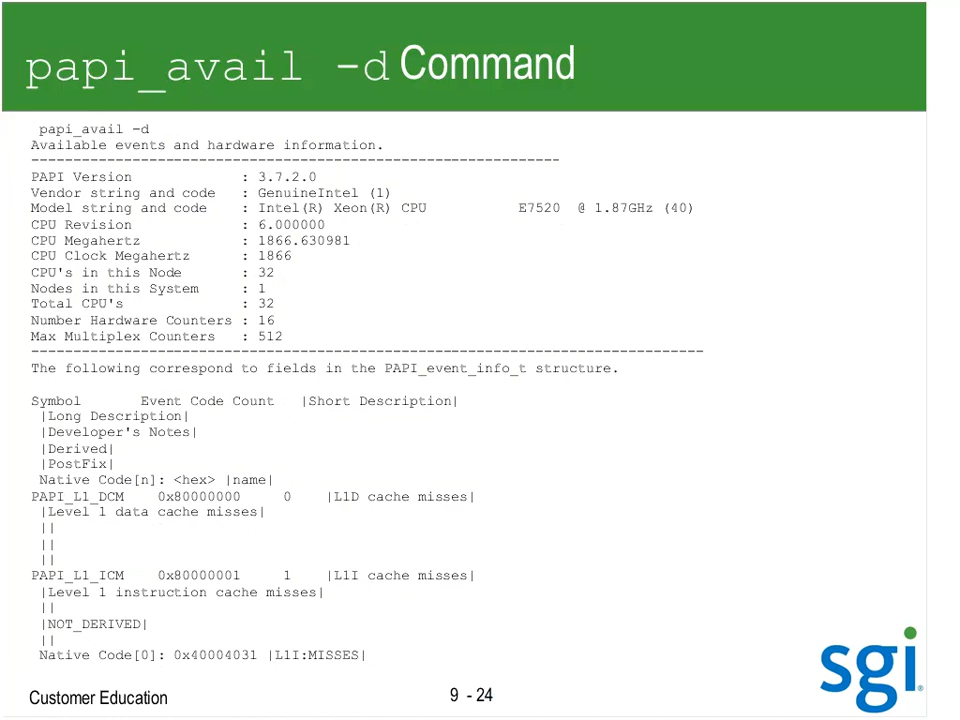 papi_avail -d Command
papi_avail -d
Available events and hardware information.
---------------------------------------------------------------
PAPI Version             : 3.7.2.0
Vendor string and code   : GenuineIntel (1)
Model string and code    : Intel(R) Xeon(R) CPU           E7520  @ 1.87GHz (40)
CPU Revision             : 6.000000
CPU Megahertz            : 1866.630981
CPU Clock Megahertz      : 1866
CPU's in this Node       : 32
Nodes in this System     : 1
Total CPU's              : 32
Number Hardware Counters : 16
Max Multiplex Counters   : 512
--------------------------------------------------------------------------------
The following correspond to fields in the PAPI_event_info_t structure.
Symbol       Event Code Count   |Short Description|
|Long Description|
|Developer's Notes|
|Derived|
|PostFix|
Native Code[n]: <hex> |name|
PAPI_L1_DCM    0x80000000     0    |L1D cache misses|
|Level 1 data cache misses|
||
||
||
PAPI_L1_ICM    0x80000001     1    |L1I cache misses|
|Level 1 instruction cache misses|
||
|NOT_DERIVED|
||
Native Code[0]: 0x40004031 |L1I:MISSES|
sgi®
Customer Education
9 - 24